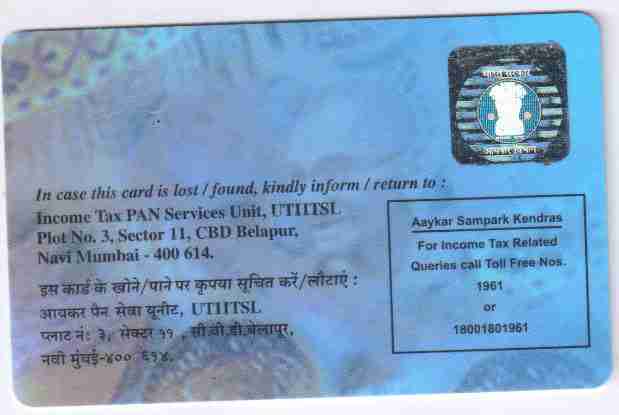 In case this card is lost / found, kindly inform / return to :
Income Tax PAN Services Unit, UTIITSL
Plot No. 3, Sector 11, CBD Belapur,
Navi Mumbai - 400 614.
इस कार्ड के खोने/पाने पर कृपया सूचित करें/लौटाएं :
आयकर पैन सेवा यूनीट, UTIITSL
प्लाट नं: ३, सेक्टर ११ , सी.बी.डी.बेलापूर,
नवी मुंबई-४०० ६१४.
Aaykar Sampark Kendras
For Income Tax Related
Queries call Toll Free Nos.
1961
or
18001801961